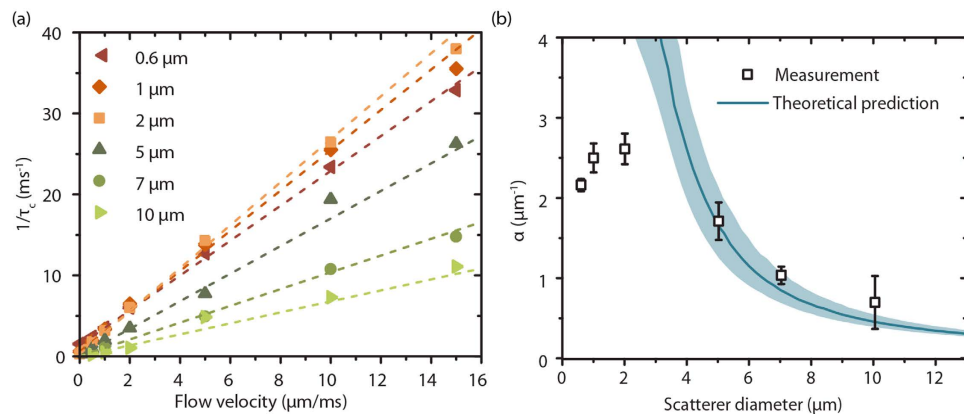 (a)
40
30
20
10
0
1/τc (ms⁻¹)
0.6 µm
1 µm
2 µm
5 µm
7 µm
10 µm
0 2 4 6 8 10 12 14 16
Flow velocity (µm/ms)
(b)
4
3
2
1
0
α (µm⁻¹)
Measurement
Theoretical prediction
0 2 4 6 8 10 12
Scatterer diameter (µm)